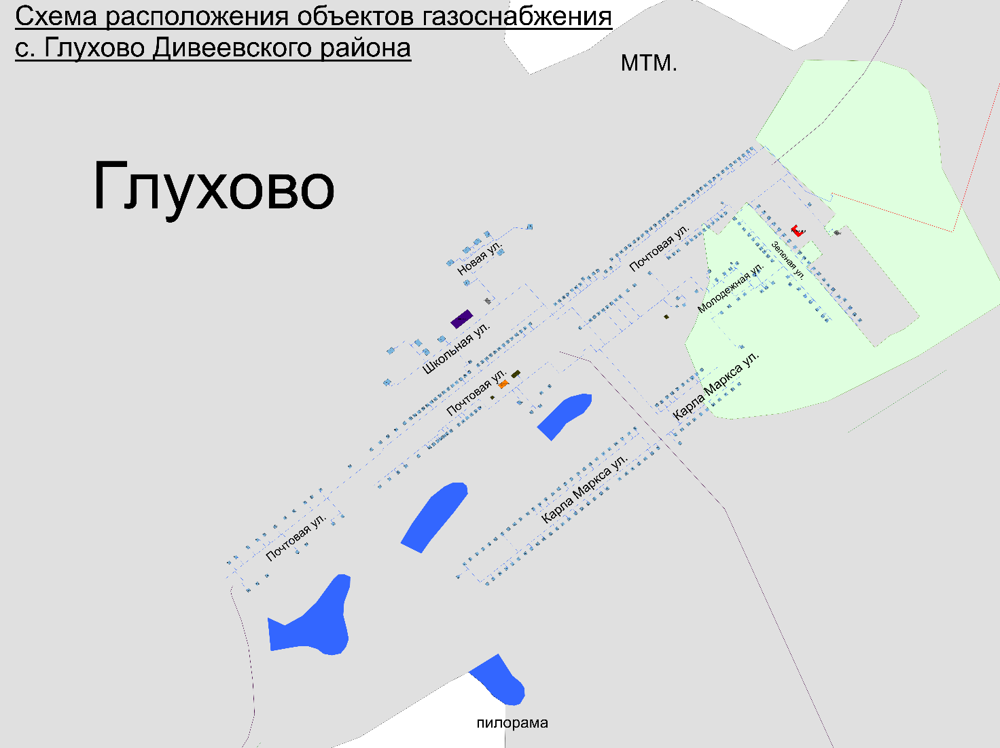 Схема расположения объектов газоснабжения
с. Глухово Дивеевского района
МТМ.
Глухово
Новая ул.
Почтовая ул.
Зеленая ул.
Молодежная ул.
Школьная ул.
Почтовая ул.
Карла Маркса ул.
Карла Маркса ул.
Почтовая ул.
пилорама